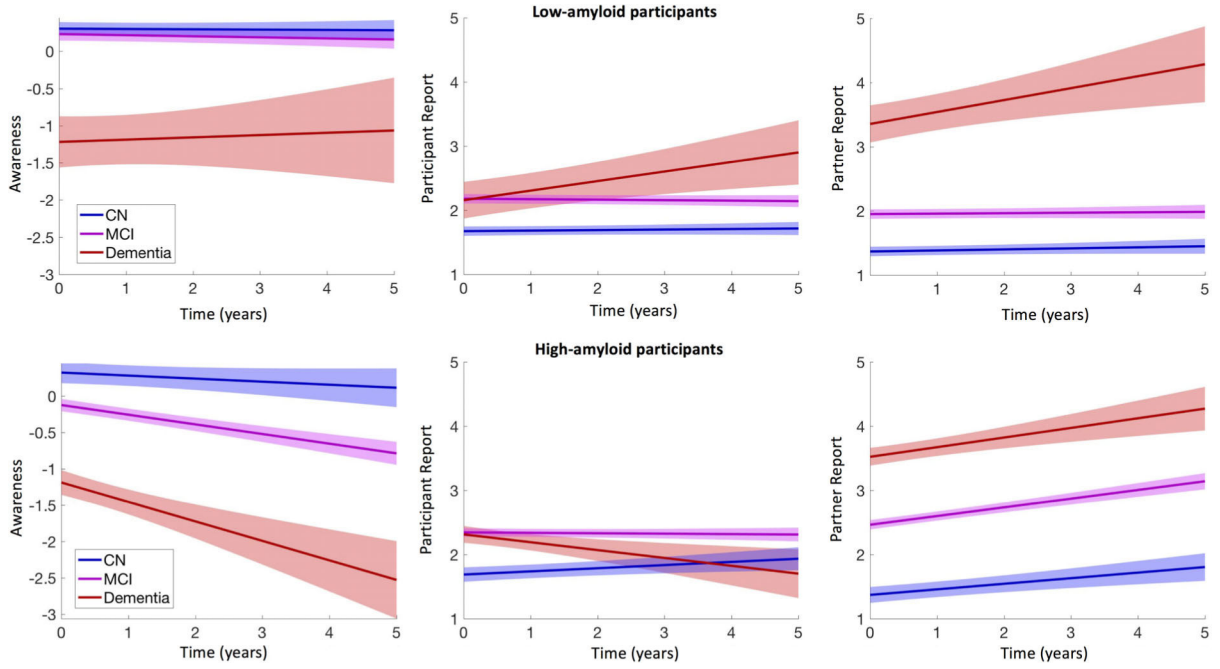 Low-amyloid participants
0
-0.5
-1
-1.5
-2
-2.5
-3
Awareness
CN
MCI
Dementia
0 1 2 3 4 5
Time (years)
5
4
3
2
1
Participant Report
0 1 2 3 4 5
Time (years)
5
4
3
2
1
Partner Report
0 1 2 3 4 5
Time (years)
High-amyloid participants
0
-0.5
-1
-1.5
-2
-2.5
-3
Awareness
CN
MCI
Dementia
0 1 2 3 4 5
Time (years)
5
4
3
2
1
Participant Report
0 1 2 3 4 5
Time (years)
5
4
3
2
1
Partner Report
0 1 2 3 4 5
Time (years)